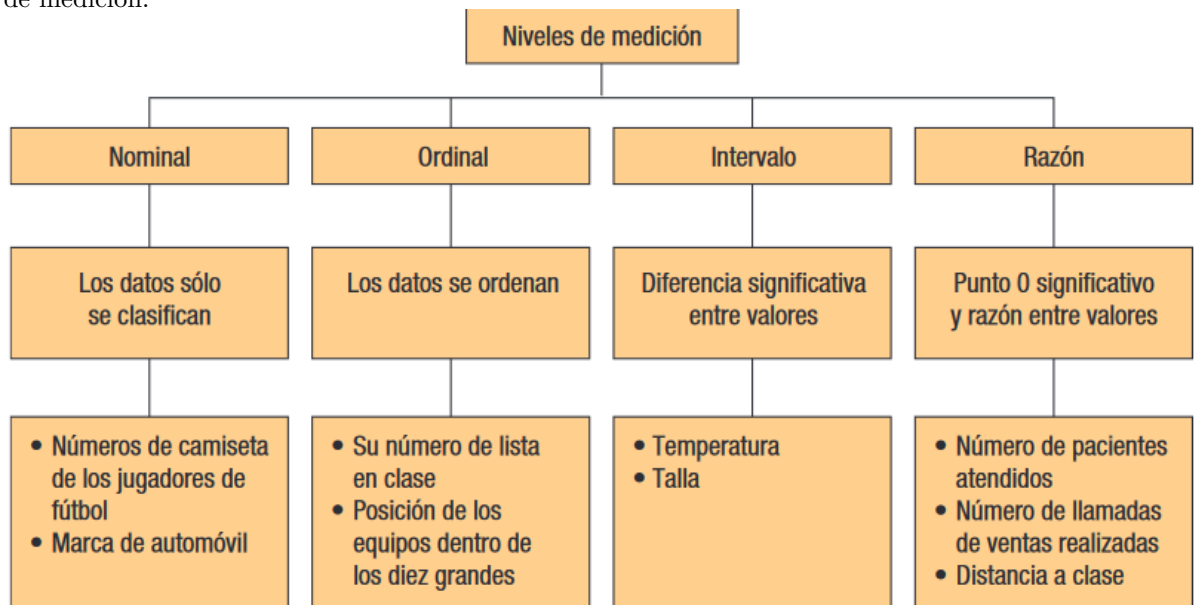 de medición.
Niveles de medición
Nominal
Ordinal
Intervalo
Razón
Los datos sólo
se clasifican
Los datos se ordenan
Diferencia significativa
entre valores
Punto 0 significativo
y razón entre valores
• Números de camiseta
de los jugadores de
fútbol
• Marca de automóvil
• Su número de lista
en clase
• Posición de los
equipos dentro de
los diez grandes
• Temperatura
• Talla
• Número de pacientes
atendidos
• Número de llamadas
de ventas realizadas
• Distancia a clase